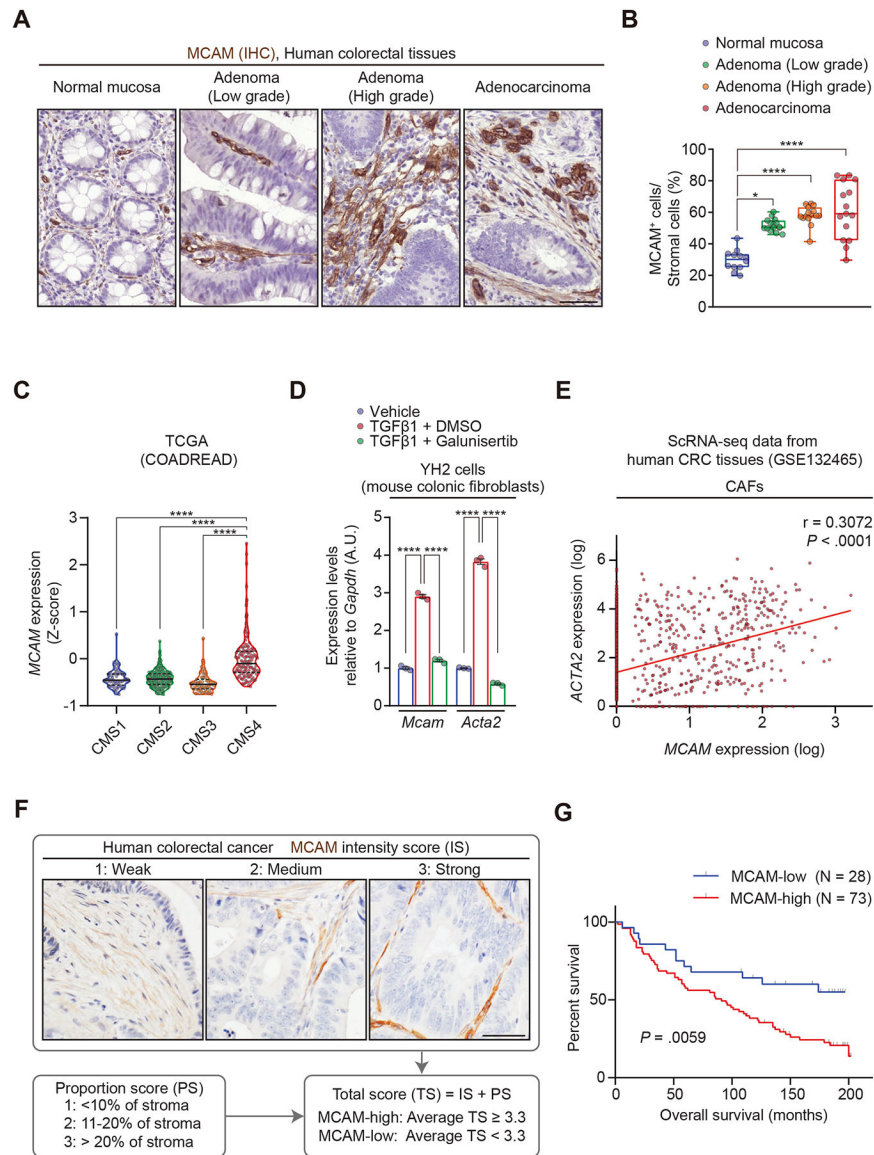 A
MCAM (IHC), Human colorectal tissues
Normal mucosa
Adenoma
(Low grade)
Adenoma
(High grade)
Adenocarcinoma
B
Normal mucosa
Adenoma (Low grade)
Adenoma (High grade)
Adenocarcinoma
MCAM⁺ cells/
Stromal cells (%)
100
80
60
40
20
0
****
****
*
C
TCGA
(COADREAD)
MCAM expression
(Z-score)
3
2
1
-0
-1
****
****
****
CMS1
CMS2
CMS3
CMS4
D
Vehicle
TGFβ1 + DMSO
TGFβ1 + Galunisertib
YH2 cells
(mouse colonic fibroblasts)
Expression levels
relative to Gapdh (A.U.)
5
4
3
2
1
0
**** ****
**** ****
Mcam
Acta2
E
ScRNA-seq data from
human CRC tissues (GSE132465)
CAFs
r = 0.3072
P < .0001
ACTA2 expression (log)
6
4
2
0
0
1
2
3
MCAM expression (log)
F
Human colorectal cancer MCAM intensity score (IS)
1: Weak
2: Medium
3: Strong
Proportion score (PS)
1: <10% of stroma
2: 11-20% of stroma
3: > 20% of stroma
Total score (TS) = IS + PS
MCAM-high: Average TS ≥ 3.3
MCAM-low: Average TS < 3.3
G
MCAM-low (N = 28)
MCAM-high (N = 73)
Percent survival
100
50
0
P = .0059
0
50
100
150
200
Overall survival (months)